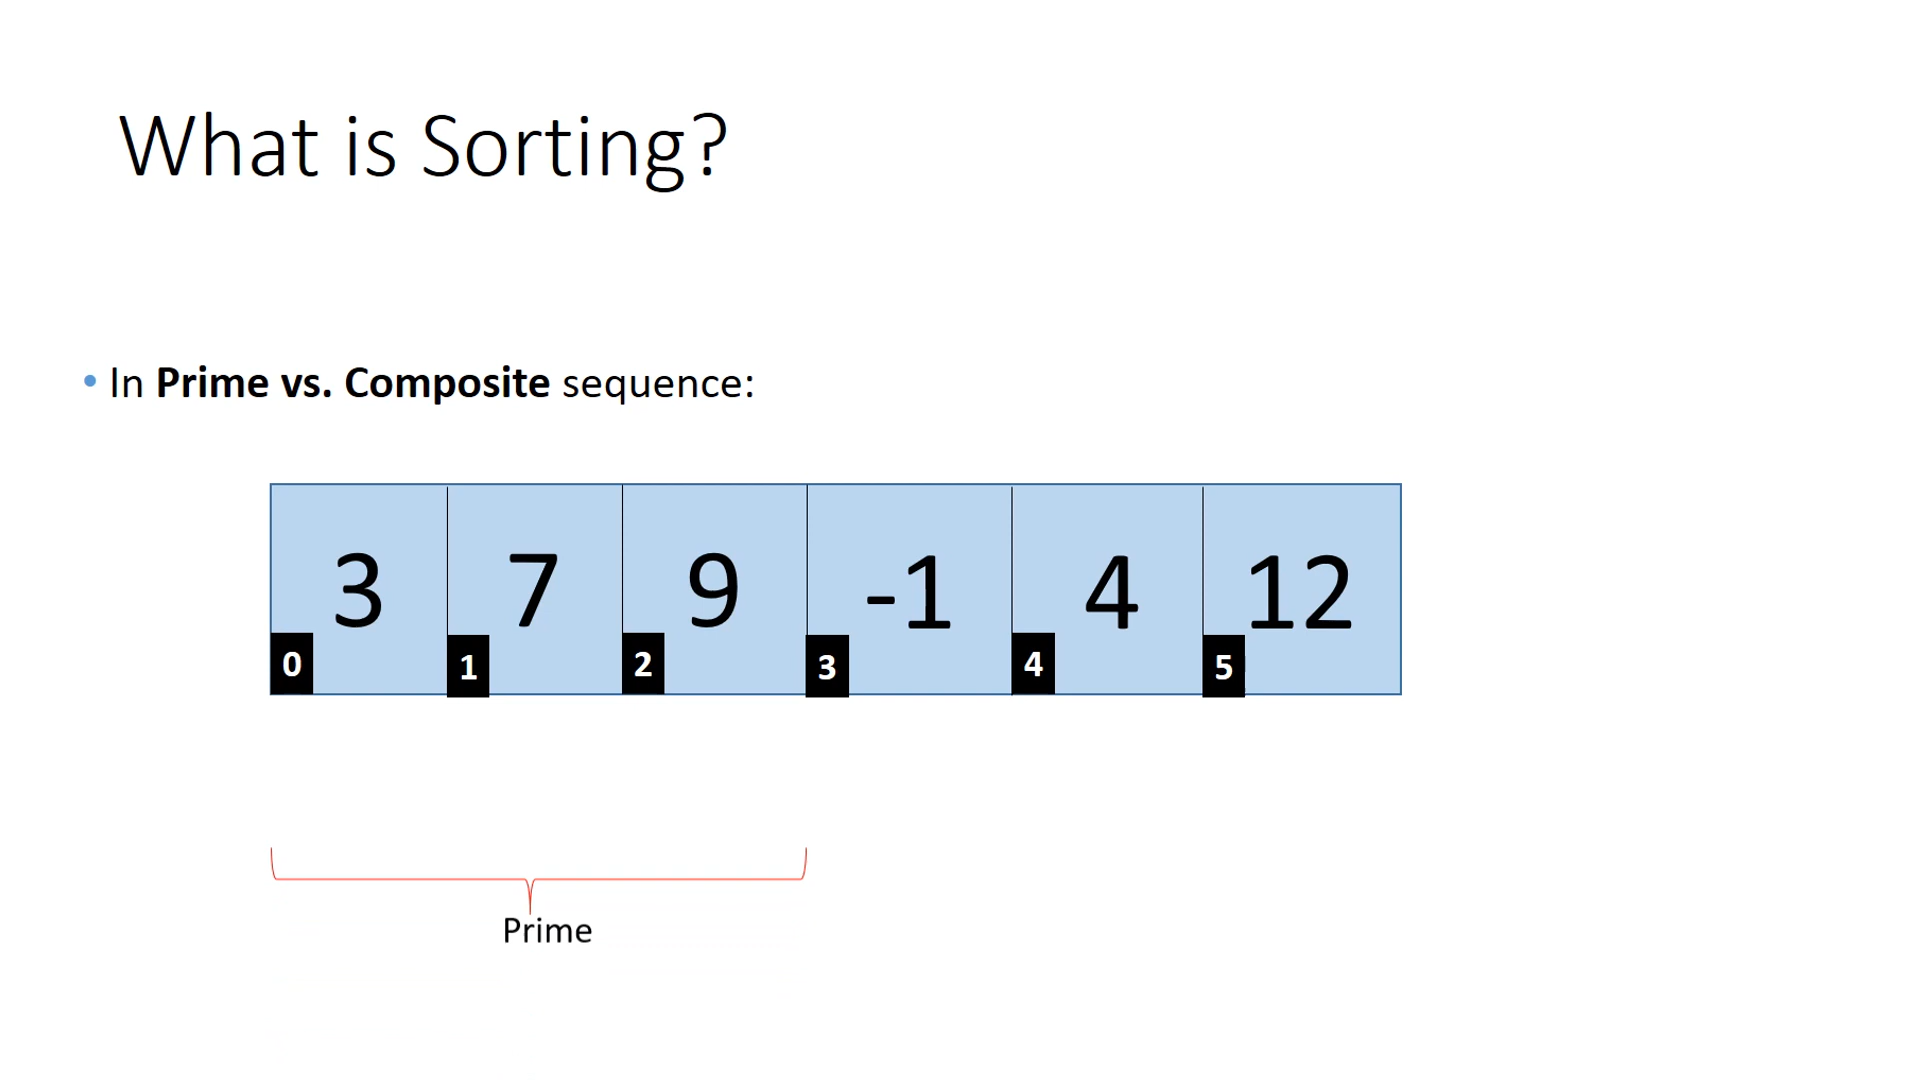 What is Sorting?
• In Prime vs. Composite sequence:
3 7 9 -1 4 12
0 1 2 3 4 5
Prime